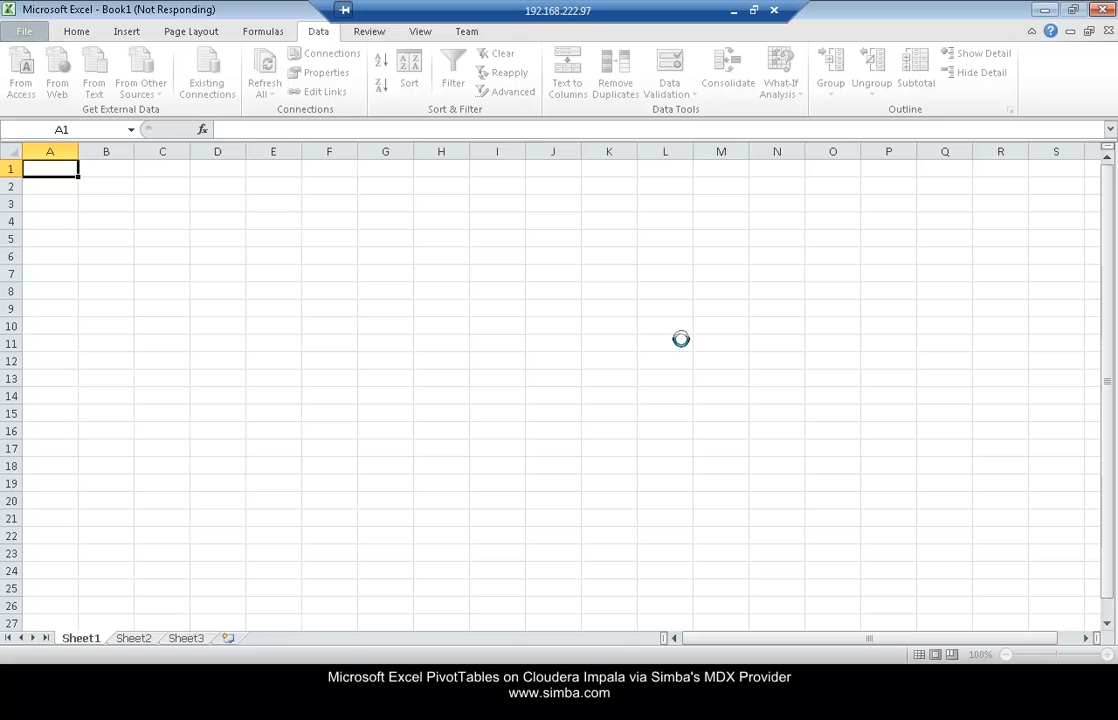 Microsoft Excel - Book1 (Not Responding)
192.168.222.97
File Home Insert Page Layout Formulas Data Review View Team
From Access
From Web
From Text
From Other Sources
Existing Connections
Get External Data
Refresh All
Connections
Properties
Edit Links
Connections
Sort
Filter
Clear
Reapply
Advanced
Sort & Filter
Text to Columns
Remove Duplicates
Data Validation
Consolidate
What-If Analysis
Data Tools
Group
Ungroup
Subtotal
Show Detail
Hide Detail
Outline
A1 fx
A B C D E F G H I J K L M N O P Q R S
1
2
3
4
5
6
7
8
9
10
11
12
13
14
15
16
17
18
19
20
21
22
23
24
25
26
27
Sheet1 Sheet2 Sheet3
100%
Microsoft Excel PivotTables on Cloudera Impala via Simba's MDX Provider
www.simba.com